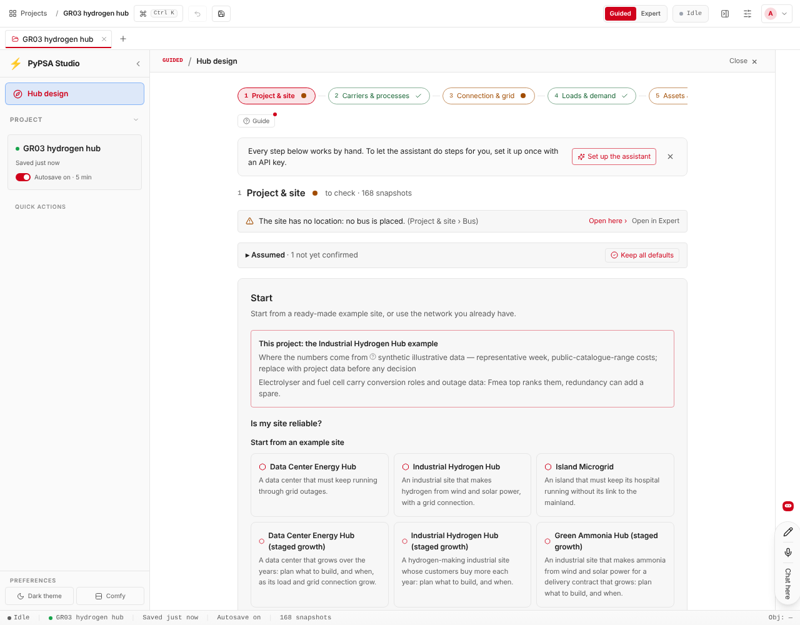 Projects / GR03 hydrogen hub Ctrl K Guided Expert Idle A
GR03 hydrogen hub × +
PyPSA Studio
GUIDED / Hub design Close ×
Hub design
PROJECT
GR03 hydrogen hub
Saved just now
Autosave on · 5 min
QUICK ACTIONS
1 Project & site 2 Carriers & processes 3 Connection & grid 4 Loads & demand 5 Assets
Guide
Every step below works by hand. To let the assistant do steps for you, set it up once with
an API key.
Set up the assistant
1 Project & site to check · 168 snapshots
The site has no location: no bus is placed. (Project & site › Bus) Open here › Open in Expert
▸ Assumed · 1 not yet confirmed Keep all defaults
Start
Start from a ready-made example site, or use the network you already have.
This project: the Industrial Hydrogen Hub example
Where the numbers come from ? synthetic illustrative data — representative week, public-catalogue-range costs;
replace with project data before any decision
Electrolyser and fuel cell carry conversion roles and outage data: Fmea top ranks them, redundancy can add a
spare.
Is my site reliable?
Start from an example site
Data Center Energy Hub
A data center that must keep running
through grid outages.
Industrial Hydrogen Hub
An industrial site that makes
hydrogen from wind and solar power,
with a grid connection.
Island Microgrid
An island that must keep its hospital
running without its link to the
mainland.
Data Center Energy Hub
(staged growth)
A data center that grows over the
years: plan what to build, and when,
as its load and grid connection grow.
Industrial Hydrogen Hub
(staged growth)
A hydrogen-making industrial site
whose customers buy more each
year: plan what to build, and when.
Green Ammonia Hub (staged
growth)
An industrial site that makes ammonia
from wind and solar power for a
delivery contract that grows: plan
what to build, and when.
Chat here
PREFERENCES
Dark theme Comfy
Idle GR03 hydrogen hub Saved just now Autosave on 168 snapshots Obj: —